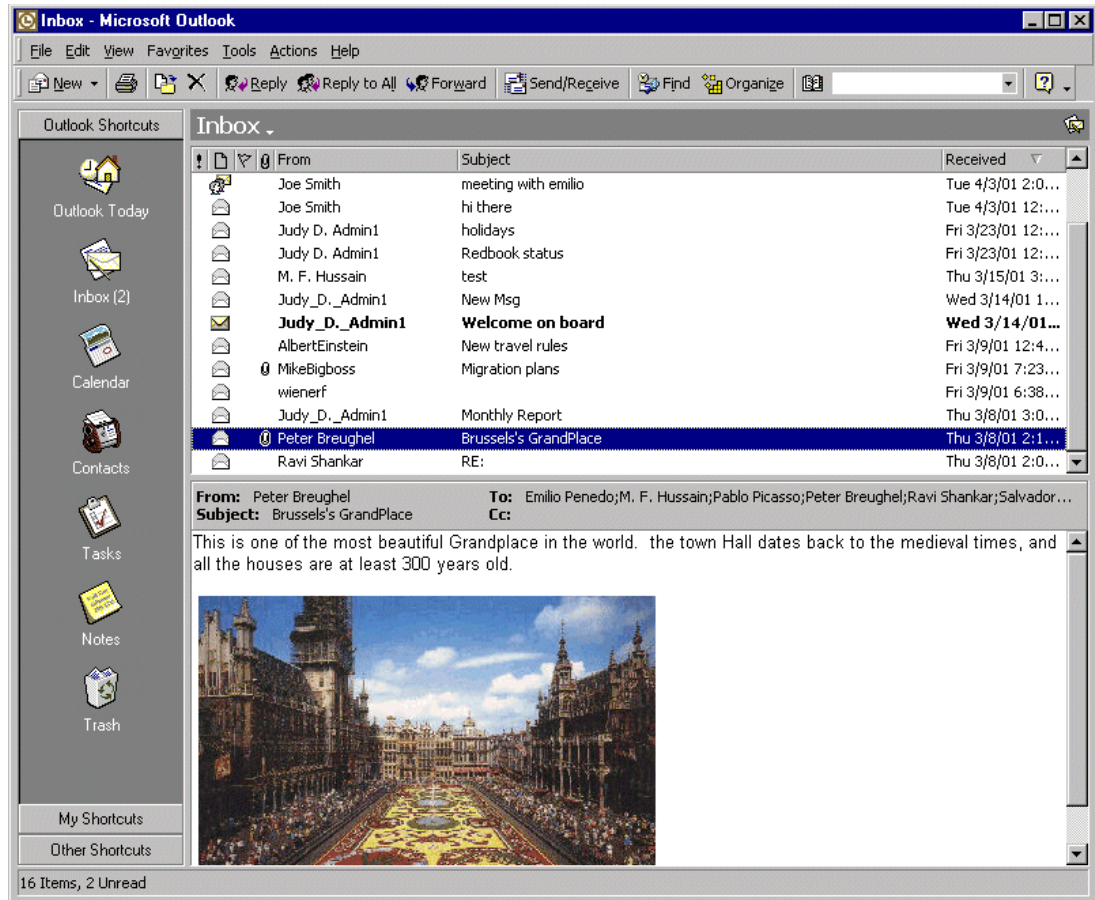 Inbox - Microsoft Outlook
File Edit View Favorites Tools Actions Help
New Reply Reply to All Forward Send/Receive Find Organize
Outlook Shortcuts
Inbox
! From Subject Received
Joe Smith meeting with emilio Tue 4/3/01 2:0...
Outlook Today
Joe Smith hi there Tue 4/3/01 12:...
Judy D. Admin1 holidays Fri 3/23/01 12:...
Judy D. Admin1 Redbook status Fri 3/23/01 12:...
M. F. Hussain test Thu 3/15/01 3:...
Inbox (2)
Judy_D._Admin1 New Msg Wed 3/14/01 1...
Judy_D._Admin1 Welcome on board Wed 3/14/01...
AlbertEinstein New travel rules Fri 3/9/01 12:4...
MikeBigboss Migration plans Fri 3/9/01 7:23...
Calendar
wienerf Fri 3/9/01 6:38...
Judy_D._Admin1 Monthly Report Thu 3/8/01 3:0...
Peter Breughel Brussels's GrandPlace Thu 3/8/01 2:1...
Ravi Shankar RE: Thu 3/8/01 2:0...
Contacts
From: Peter Breughel To: Emilio Penedo;M. F. Hussain;Pablo Picasso;Peter Breughel;Ravi Shankar;Salvador...
Subject: Brussels's GrandPlace Cc:
This is one of the most beautiful Grandplace in the world. the town Hall dates back to the medieval times, and
all the houses are at least 300 years old.
Tasks
Notes
Trash
My Shortcuts
Other Shortcuts
16 Items, 2 Unread